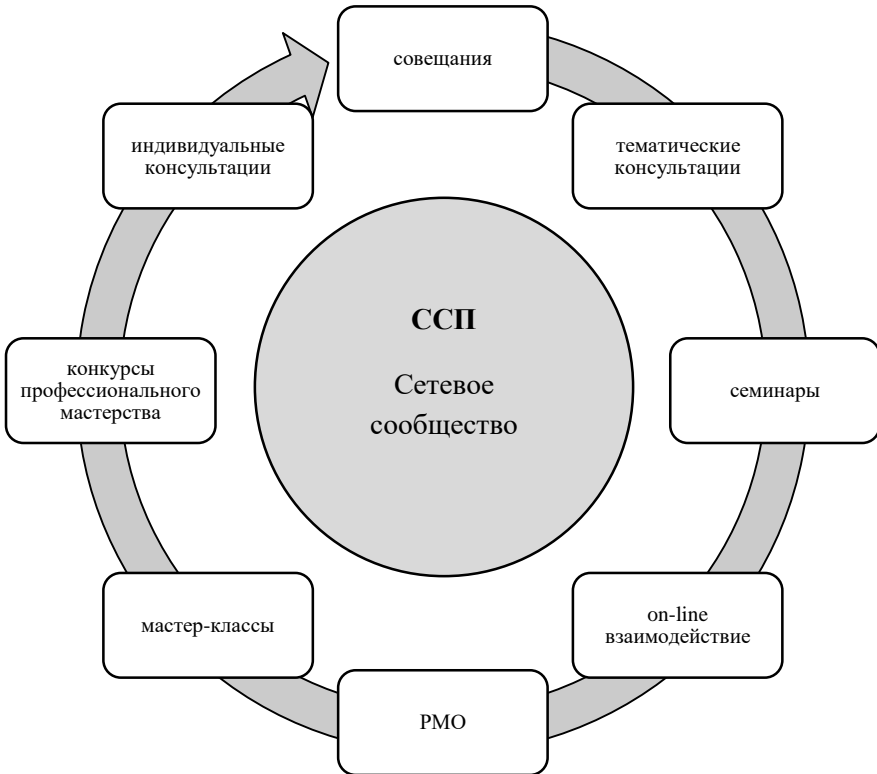 совещания
тематические
консультации
семинары
on-line
взаимодействие
РМО
мастер-классы
конкурсы
профессионального
мастерства
индивидуальные
консультации
ССП
Сетевое
сообщество